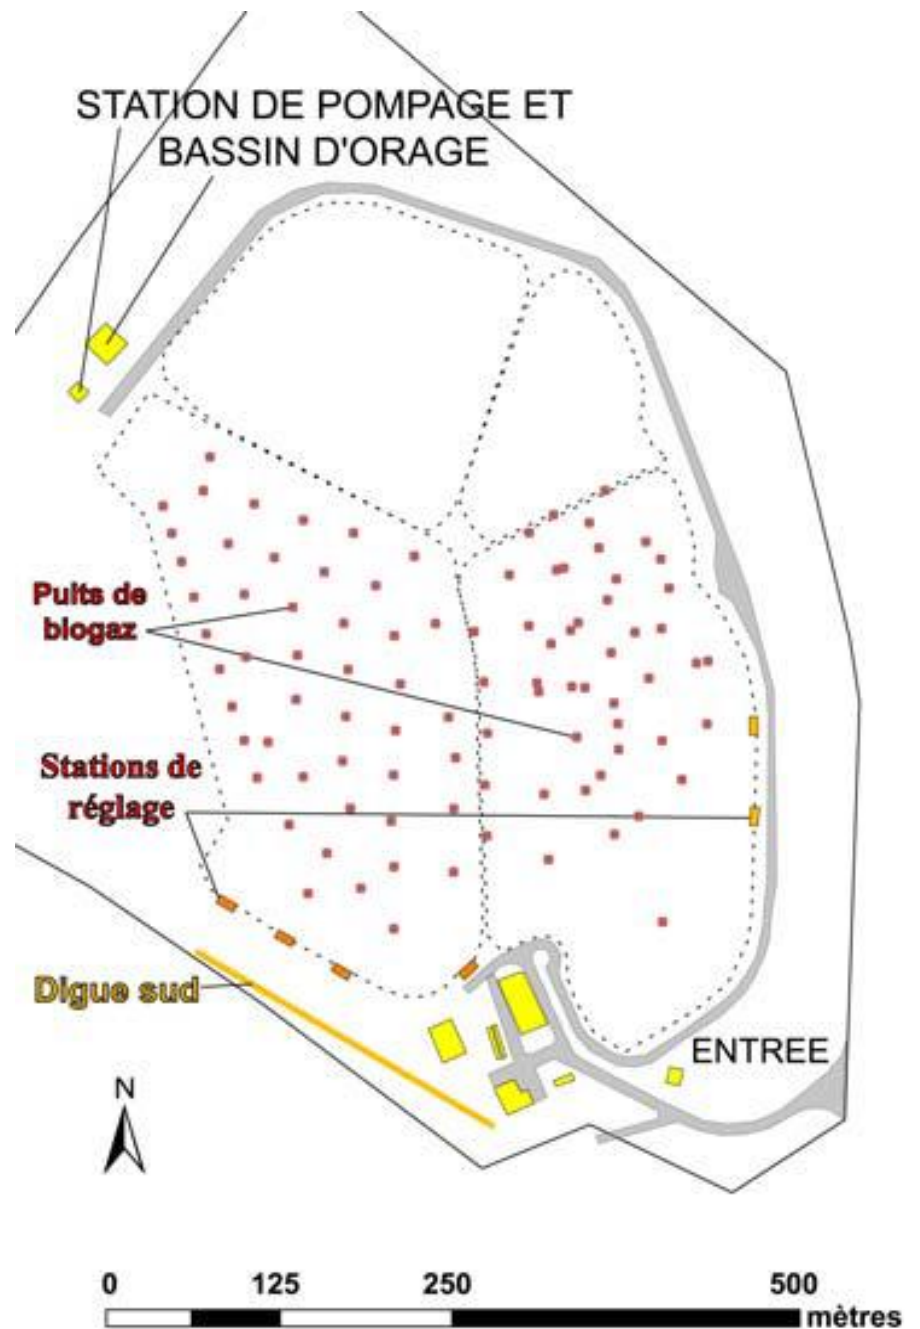 STATION DE POMPAGE ET
BASSIN D'ORAGE
Puits de
biogaz
Stations de
réglage
Digue sud
ENTREE
N
0 125 250 500
mètres